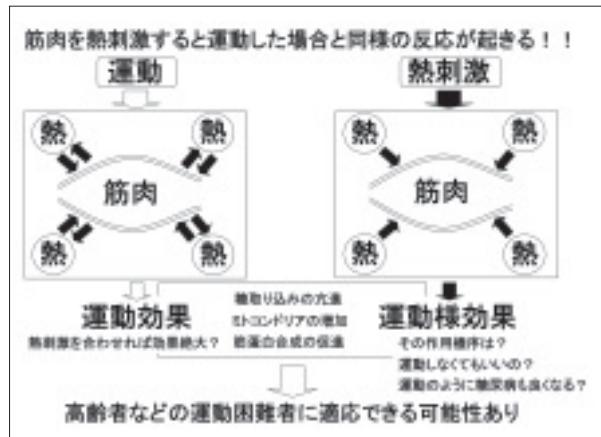 筋肉を熱刺激すると運動した場合と同様の反応が起きる！！
運動
熱刺激
熱 熱
筋肉
熱 熱
熱 熱
筋肉
熱 熱
運動効果
熱刺激を合わせれば効果絶大？
糖取り込みの亢進
ミトコンドリアの増加
筋蛋白合成の促進
運動様効果
その作用機序は？
運動しなくてもいいの？
運動のように糖尿病も良くなる？
高齢者などの運動困難者に適応できる可能性あり